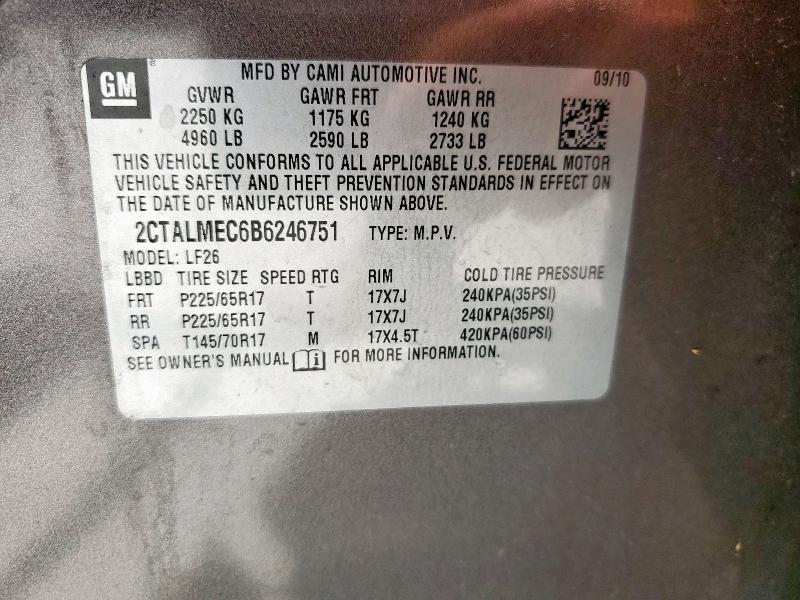 GM
MFD BY CAMI AUTOMOTIVE INC. 09/10
GVWR GAWR FRT GAWR RR
2250 KG 1175 KG 1240 KG
4960 LB 2590 LB 2733 LB
THIS VEHICLE CONFORMS TO ALL APPLICABLE U.S. FEDERAL MOTOR
VEHICLE SAFETY AND THEFT PREVENTION STANDARDS IN EFFECT ON
THE DATE OF MANUFACTURE SHOWN ABOVE.
2CTALMEC6B6246751 TYPE: M.P.V.
MODEL: LF26
LBBD TIRE SIZE SPEED RTG RIM COLD TIRE PRESSURE
FRT P225/65R17 T 17X7J 240KPA(35PSI)
RR P225/65R17 T 17X7J 240KPA(35PSI)
SPA T145/70R17 M 17X4.5T 420KPA(60PSI)
SEE OWNER'S MANUAL FOR MORE INFORMATION.